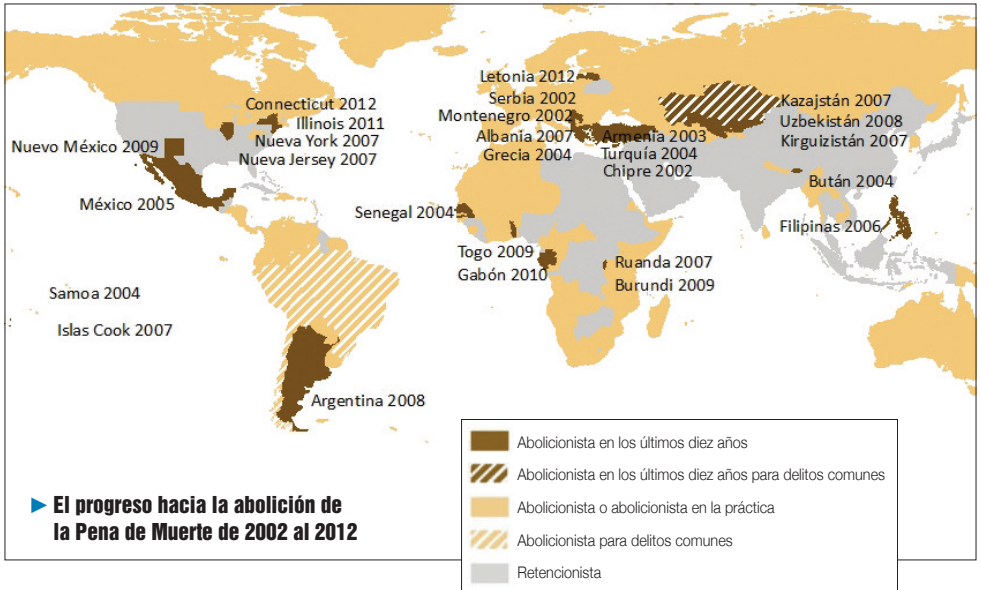 Letonia 2012
Serbia 2002
Montenegro 2002
Albania 2007
Grecia 2004
Armenia 2003
Turquía 2004
Chipre 2002
Kazajstán 2007
Uzbekistán 2008
Kirguizistán 2007
Connecticut 2012
Illinois 2011
Nueva York 2007
Nueva Jersey 2007
Nuevo México 2009
México 2005
Senegal 2004
Bután 2004
Filipinas 2006
Togo 2009
Gabón 2010
Ruanda 2007
Burundi 2009
Samoa 2004
Islas Cook 2007
Argentina 2008
El progreso hacia la abolición de
la Pena de Muerte de 2002 al 2012
Abolicionista en los últimos diez años
Abolicionista en los últimos diez años para delitos comunes
Abolicionista o abolicionista en la práctica
Abolicionista para delitos comunes
Retencionista